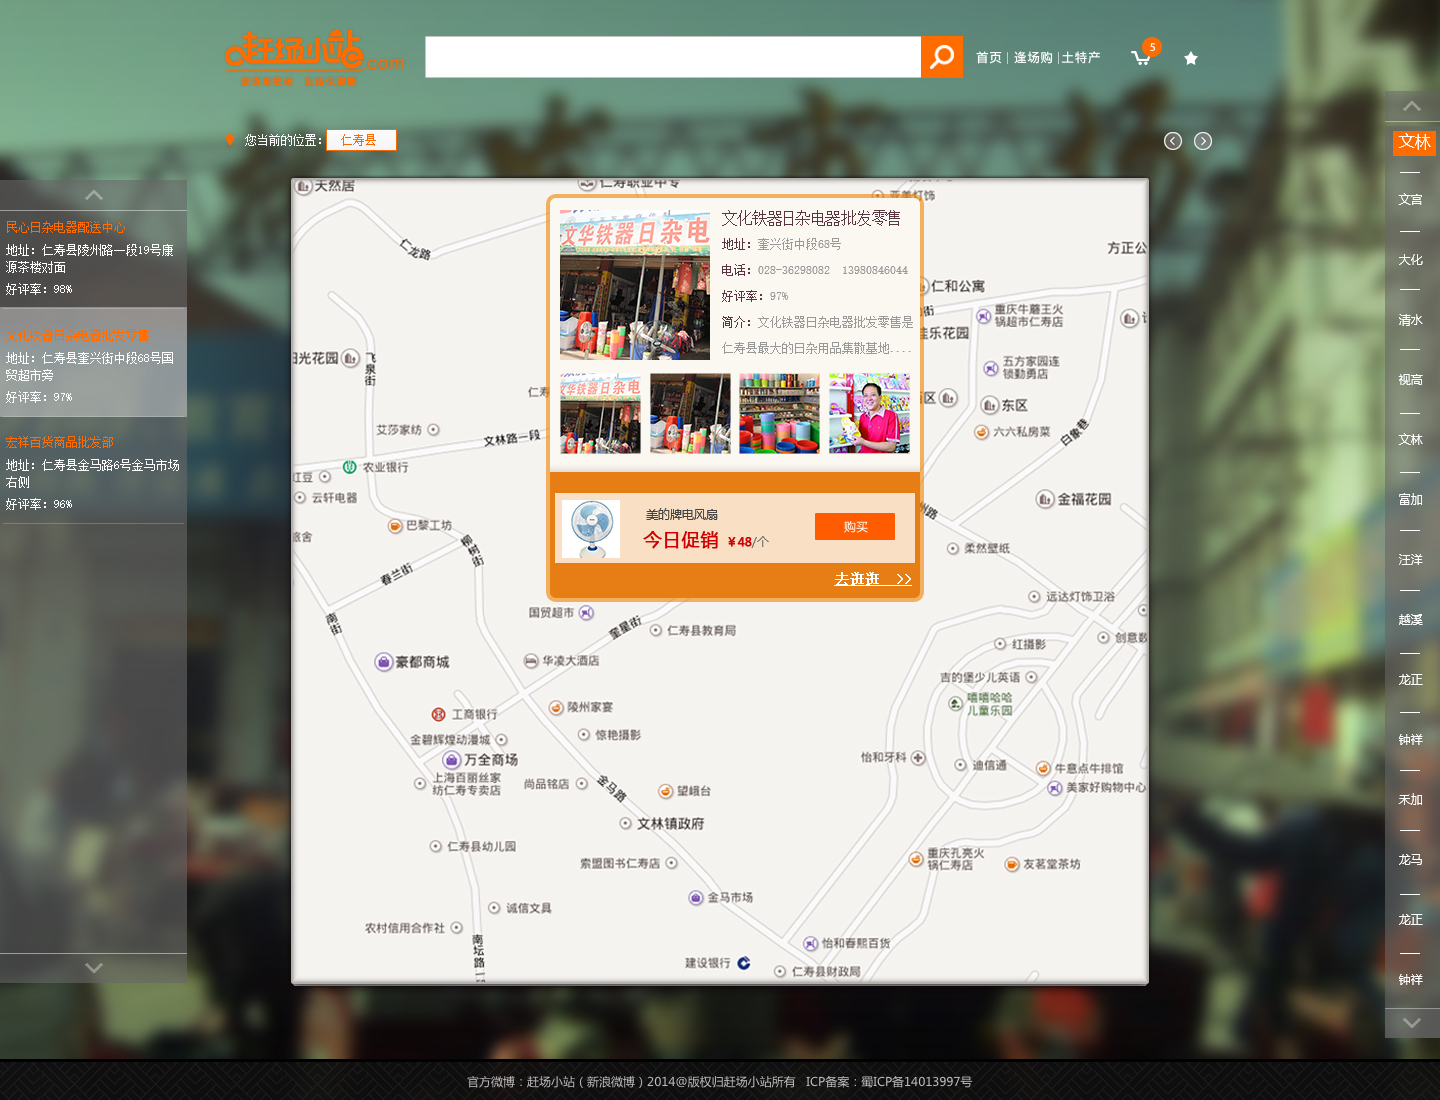 赶场小站.com
首页 | 逢场购 | 土特产
5
您当前的位置： 仁寿县
民心日杂电器配送中心
地址：仁寿县陵州路一段19号康
源茶楼对面
好评率：98%
文化铁器日杂电器批发零售
地址：仁寿县奎兴街中段68号国
贸超市旁
好评率：97%
宏祥百货商品批发部
地址：仁寿县金马路6号金马市场
右侧
好评率：96%
天然居
仁寿职业中专
亚美灯饰
仁龙路
方正公
仁和公寓
重庆牛蘑王火
锅超市仁寿店
佳乐花园
阳光花园
飞泉街
五方家园连
锁勤勇店
东区
六六私房菜
白象巷
艾莎家纺
文林路一段
农业银行
红豆
云轩电器
金福花园
旅舍
巴黎工坊
柳树街
柔然壁纸
春兰街
南街
远达灯饰卫浴
国贸超市
奎星街
仁寿县教育局
创意数
红摄影
豪都商城
华凌大酒店
吉的堡少儿英语
嘻嘻哈哈
儿童乐园
陵州家宴
工商银行
惊艳摄影
金碧辉煌动漫城
万全商场
怡和牙科
迪信通
牛意点牛排馆
上海百丽丝家
纺仁寿专卖店
尚品铭店
金马路
望峨台
美家好购物中心
文林镇政府
仁寿县幼儿园
索盟图书仁寿店
重庆孔亮火
锅仁寿店
友茗堂茶坊
金马市场
诚信文具
农村信用合作社
南坛路一段
怡和春熙百货
建设银行
仁寿县财政局
文华铁器日杂电
文化铁器日杂电器批发零售
地址：奎兴街中段68号
电话：028-36298082 13980846044
好评率：97%
简介：文化铁器日杂电器批发零售是
仁寿县最大的日杂用品集散基地....
文华铁器日杂电
美的牌电风扇
今日促销 ¥48/个
购买
去逛逛 >>
文林
文宫
大化
清水
视高
文林
富加
汪洋
越溪
龙正
钟祥
禾加
龙马
龙正
钟祥
官方微博：赶场小站（新浪微博）2014@版权归赶场小站所有 ICP备案：蜀ICP备14013997号